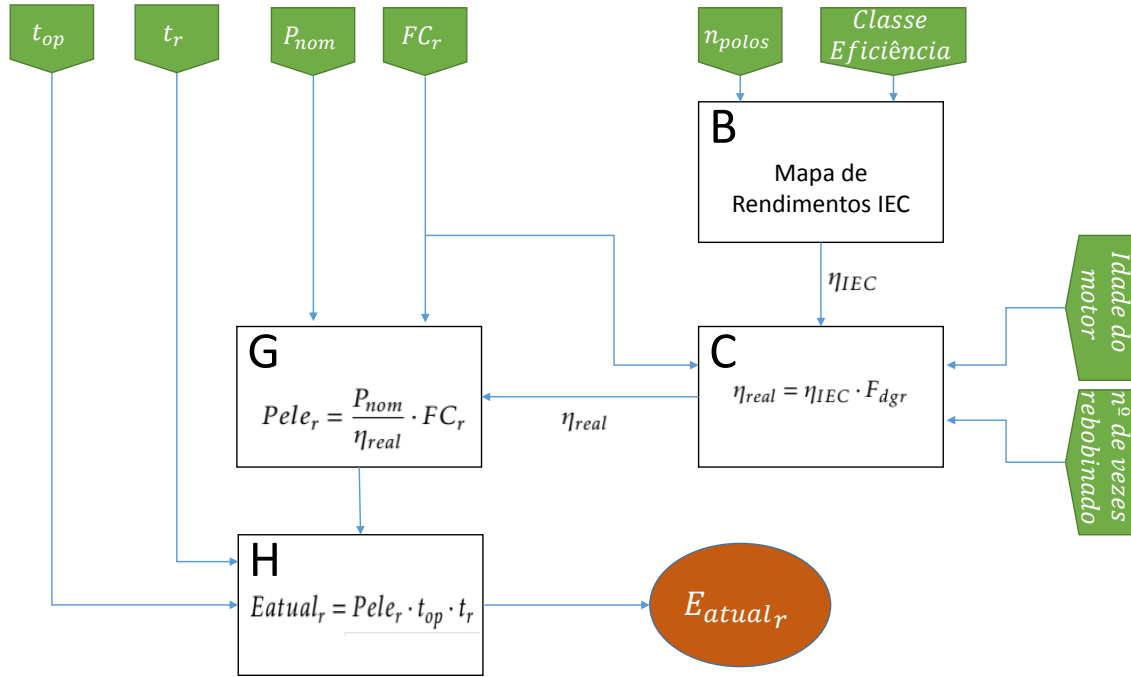 t_op
t_r
P_nom
FC_r
n_polos
Classe
Eficiência
B
Mapa de
Rendimentos IEC
η_IEC
Idade do
motor
G
Pele_r = P_nom / η_real · FC_r
η_real
C
η_real = η_IEC · F_dgr
nº de vezes
rebobinado
H
Eatual_r = Pele_r · t_op · t_r
E_atual_r